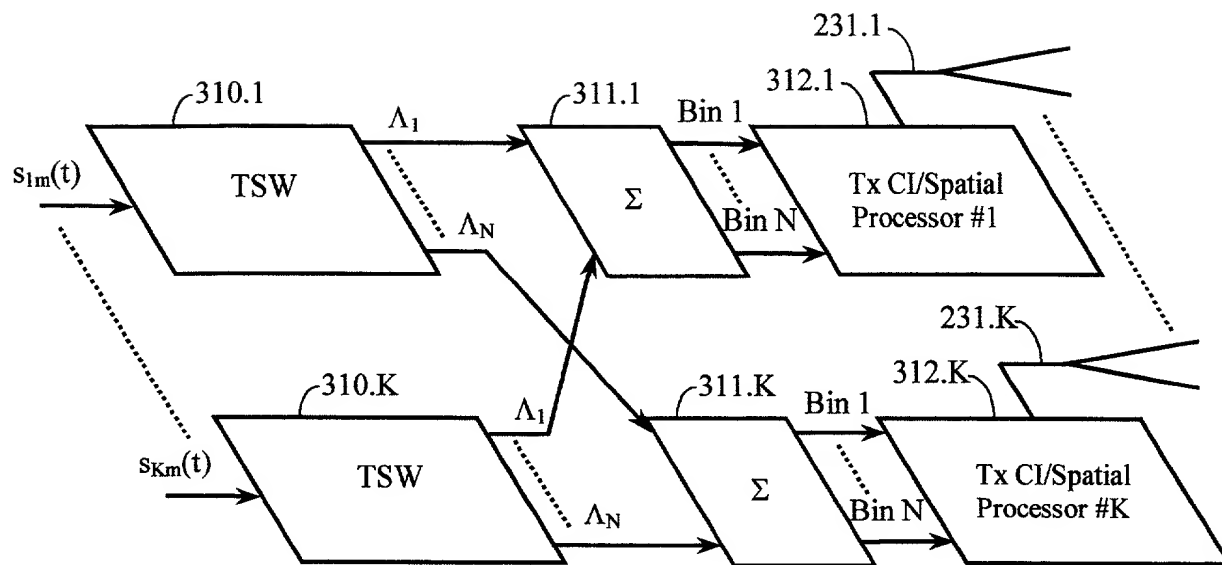 231.1
310.1
311.1
312.1
Λ1
Bin 1
s1m(t)
TSW
Σ
Tx CI/Spatial
Processor #1
ΛN
Bin N
231.K
310.K
311.K
312.K
Λ1
Bin 1
sKm(t)
TSW
Σ
Tx CI/Spatial
Processor #K
ΛN
Bin N